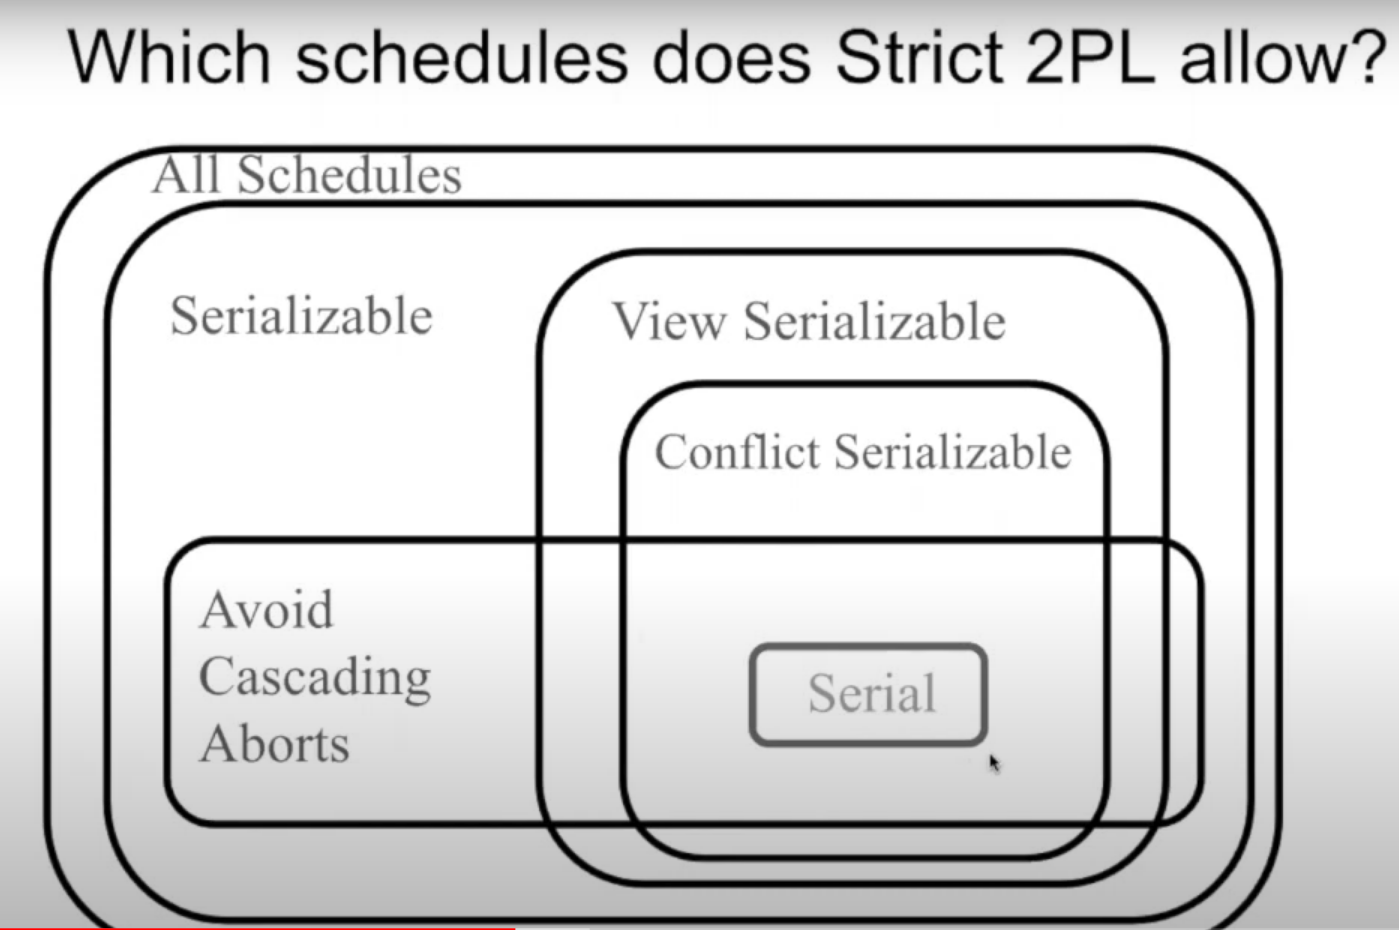 Which schedules does Strict 2PL allow?
All Schedules
Serializable
View Serializable
Conflict Serializable
Avoid
Cascading
Aborts
Serial